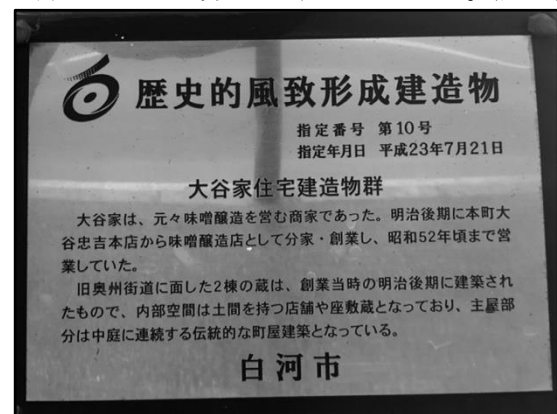 歴史的風致形成建造物
指定番号 第10号
指定年月日 平成23年7月21日
大谷家住宅建造物群
大谷家は、元々味噌醸造を営む商家であった。明治後期に本町大
谷忠吉本店から味噌醸造店として分家・創業し、昭和52年頃まで営
業していた。
旧奥州街道に面した2棟の蔵は、創業当時の明治後期に建築され
たもので、内部空間は土間を持つ店舗や座敷蔵となっており、主屋部
分は中庭に連続する伝統的な町屋建築となっている。
白河市